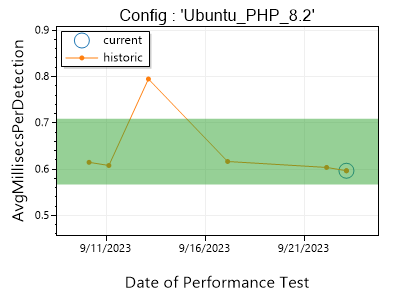 Config : 'Ubuntu_PHP_8.2'
current
historic
AvgMillisecsPerDetection
0.9
0.8
0.7
0.6
0.5
9/11/2023
9/16/2023
9/21/2023
Date of Performance Test